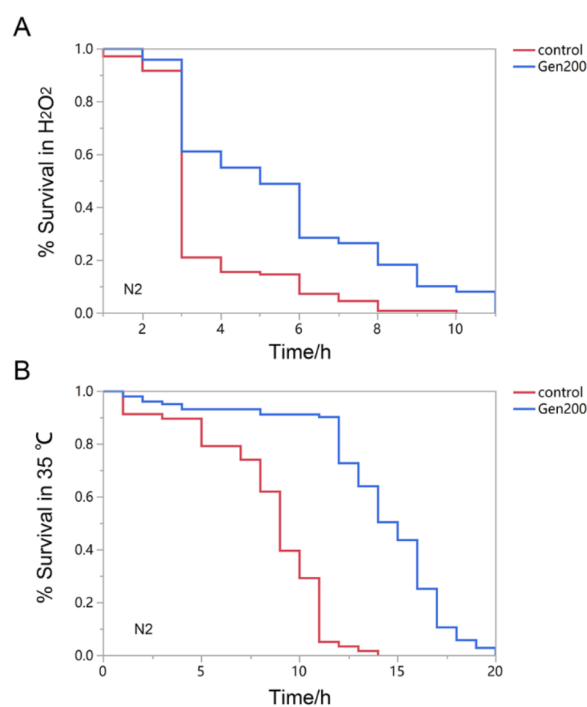 A
control
Gen200
% Survival in H2O2
1.0
0.8
0.6
0.4
0.2
0.0
N2
2 4 6 8 10
Time/h
B
control
Gen200
% Survival in 35 ℃
1.0
0.8
0.6
0.4
0.2
0.0
N2
0 5 10 15 20
Time/h